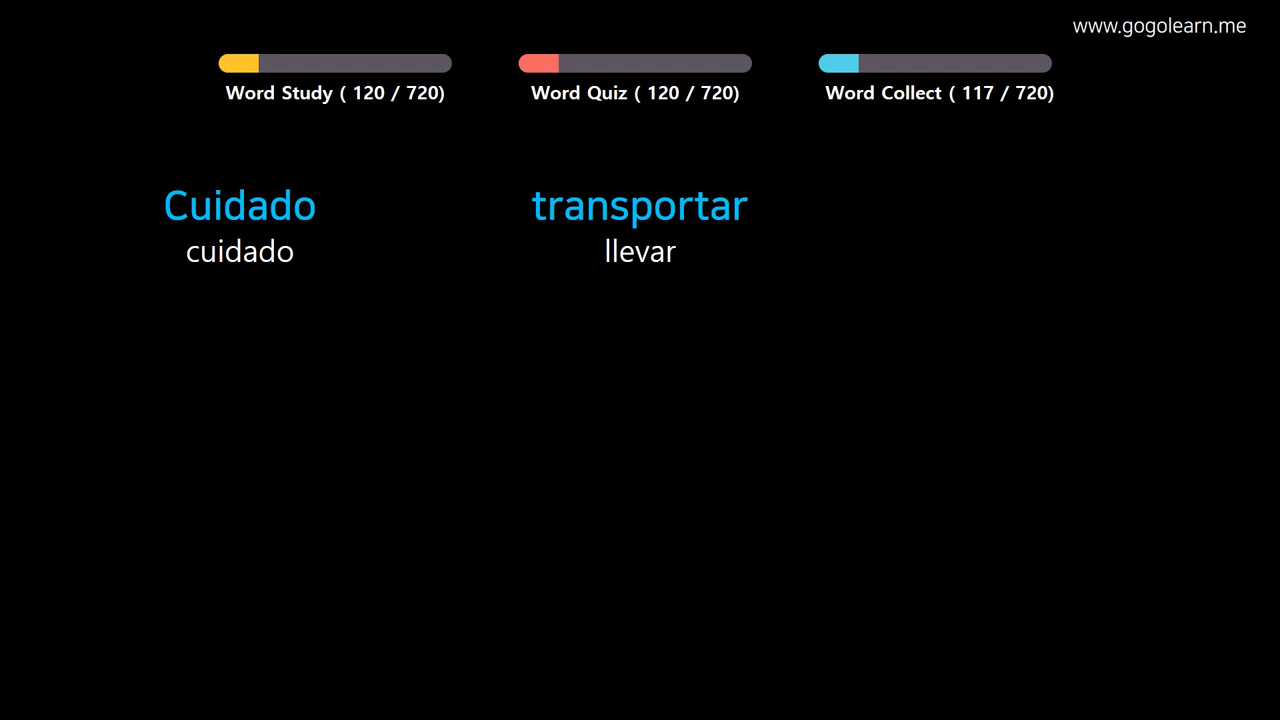 www.gogolearn.me
Word Study ( 120 / 720)
Word Quiz ( 120 / 720)
Word Collect ( 117 / 720)
Cuidado
cuidado
transportar
llevar